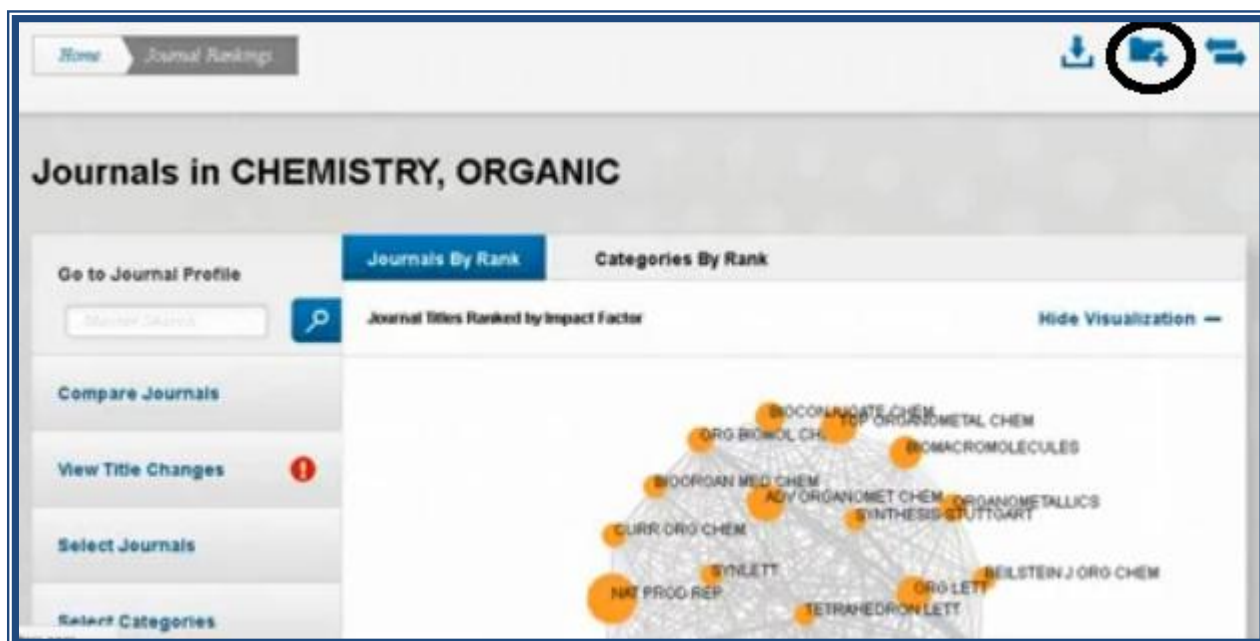 Home
Journal Rankings
Journals in CHEMISTRY, ORGANIC
Go to Journal Profile
Master Search
Journals By Rank
Categories By Rank
Journal Titles Ranked by Impact Factor
Hide Visualization
Compare Journals
View Title Changes
Select Journals
Select Categories
BIOCONJUGATE CHEM
TOP ORGANOMETAL CHEM
ORG BIOMOL CHEM
BIOMACROMOLECULES
BIOORGAN MED CHEM
ADV ORGANOMET CHEM
ORGANOMETALLICS
SYNTHESIS-STUTTGART
CURR ORG CHEM
SYNLETT
BEILSTEIN J ORG CHEM
NAT PROD REP
ORG LETT
TETRAHEDRON LETT